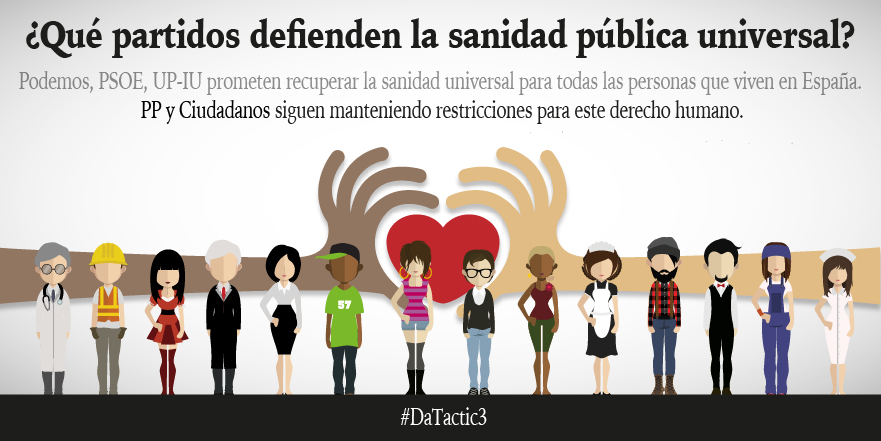 ¿Qué partidos defienden la sanidad pública universal?
Podemos, PSOE, UP-IU prometen recuperar la sanidad universal para todas las personas que viven en España.
PP y Ciudadanos siguen manteniendo restricciones para este derecho humano.
57
#DaTactic3